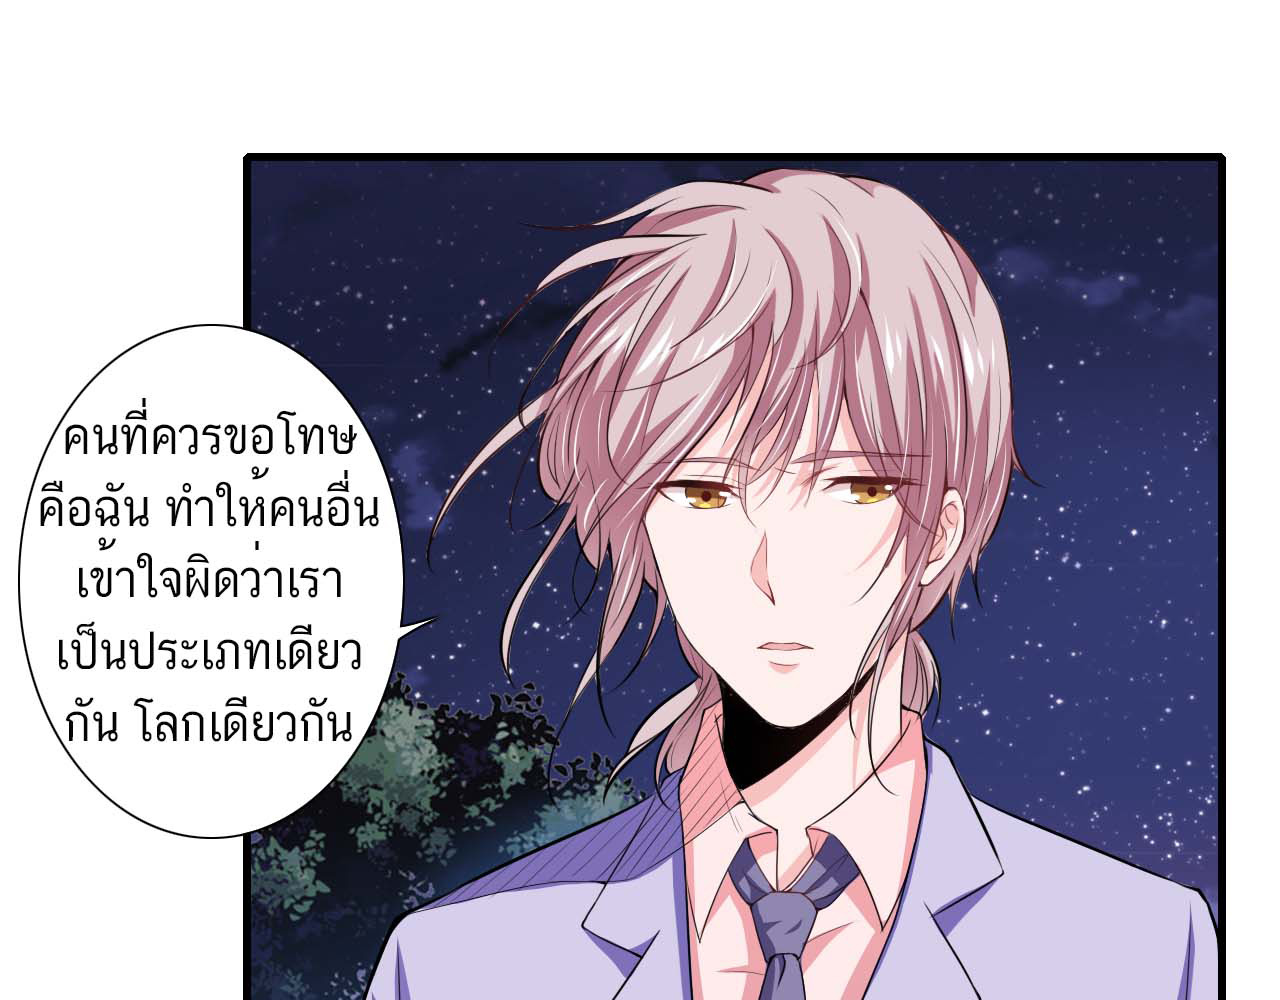 คนที่ควรขอโทษ
คือฉัน ทำให้คนอื่น
เข้าใจผิดว่าเรา
เป็นประเภทเดียว
กัน โลกเดียวกัน